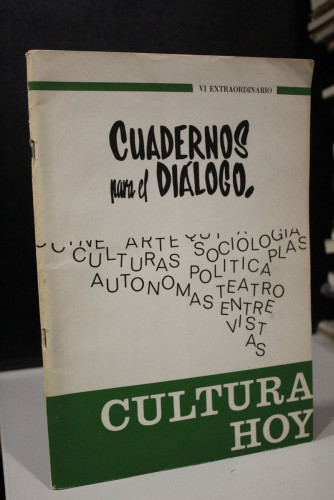 VI EXTRAORDINARIO
CUADERNOS
para el DIÁLOGO.
CINE ARTE
CULTURAS SOCIOLOGIA
AUTONOMAS POLITICA PLAS
TEATRO
ENTRE
VIST
AS
CULTURA
HOY